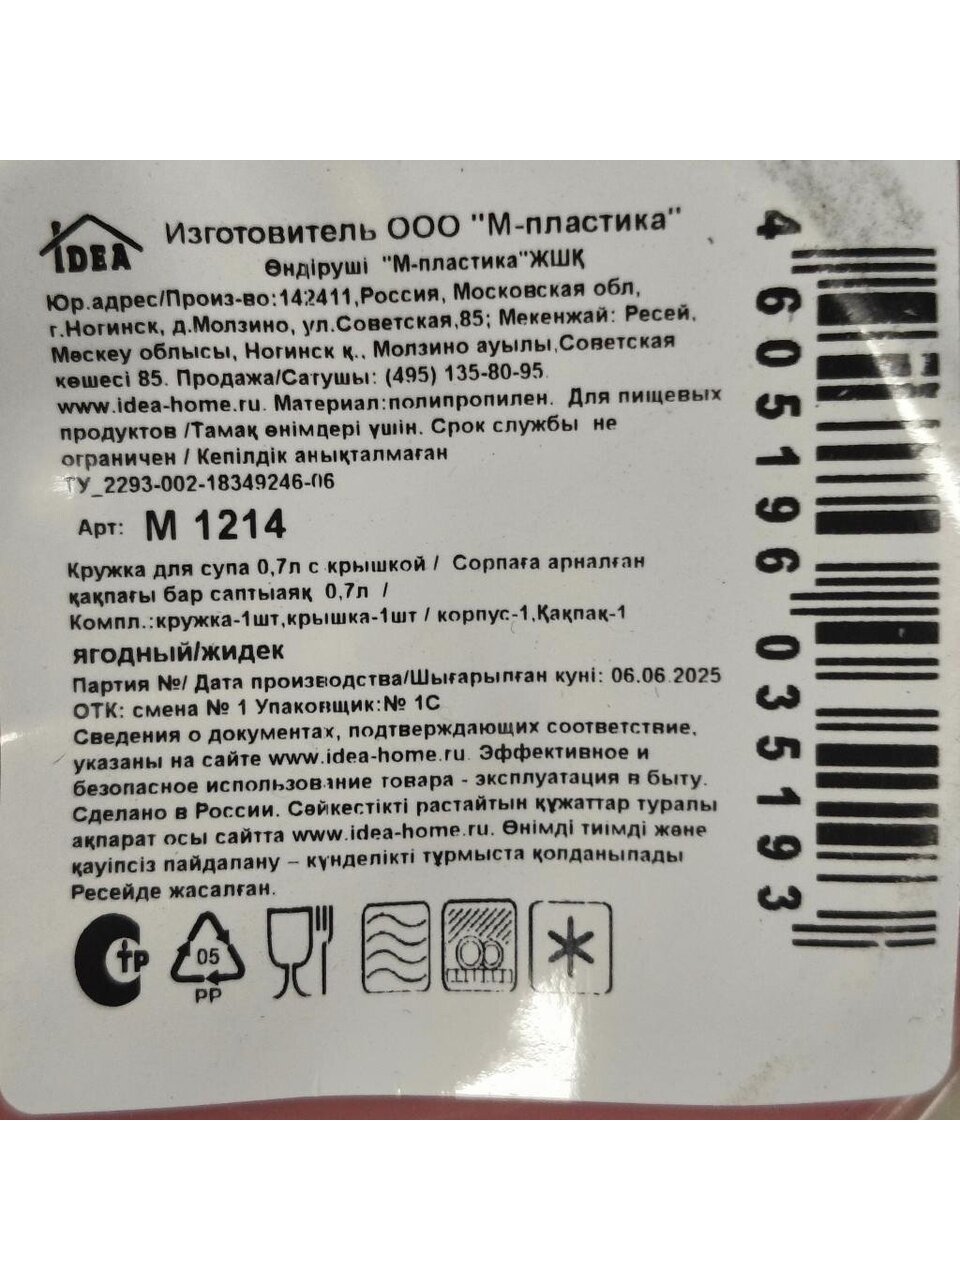 IDEA
Изготовитель ООО "М-пластика"
Өндіруші "М-пластика"ЖШҚ
Юр.адрес/Произ-во:142411,Россия, Московская обл,
г.Ногинск, д.Молзино, ул.Советская,85; Мекенжай: Ресей,
Мәскеу облысы, Ногинск қ., Молзино ауылы,Советская
көшесі 85. Продажа/Сатушы: (495) 135-80-95
www.idea-home.ru. Материал:полипропилен. Для пищевых
продуктов /Тамақ өнімдері үшін. Срок службы не
ограничен / Кепілдік анықталмаған
ТУ_2293-002-18349246-06
Арт: М 1214
Кружка для супа 0,7л с крышкой / Сорпаға арналған
қақпағы бар саптыаяқ 0,7л /
Компл.:кружка-1шт,крышка-1шт / корпус-1,Қақпақ-1
ягодный/жидек
Партия №/ Дата производства/Шығарылған куні: 06.06.2025
ОТК: смена № 1 Упаковщик:№ 1С
Сведения о документах, подтверждающих соответствие,
указаны на сайте www.idea-home.ru. Эффективное и
безопасное использование товара - эксплуатация в быту.
Сделано в России. Сәйкестікті растайтын құжаттар туралы
ақпарат осы сайтта www.idea-home.ru. Өнімді тиімді және
қауіпсіз пайдалану – күнделікті тұрмыста қолданылады
Ресейде жасалған.
СТР
05
PP
4605196035193